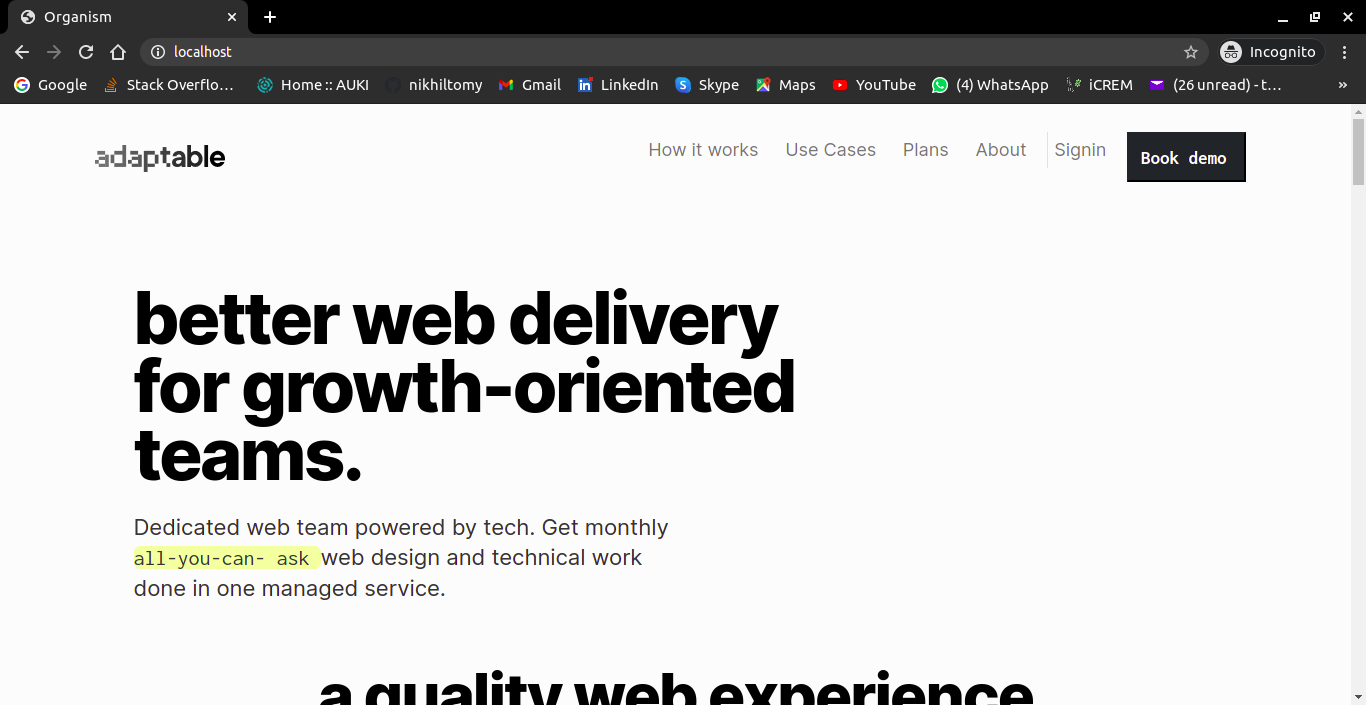 Organism
localhost
Incognito
Google Stack Overflo... Home :: AUKI nikhiltomy Gmail LinkedIn Skype Maps YouTube (4) WhatsApp iCREM (26 unread) - t... »
adaptable How it works Use Cases Plans About Signin Book demo
better web delivery
for growth-oriented
teams.
Dedicated web team powered by tech. Get monthly
all-you-can- ask web design and technical work
done in one managed service.
a quality web experience